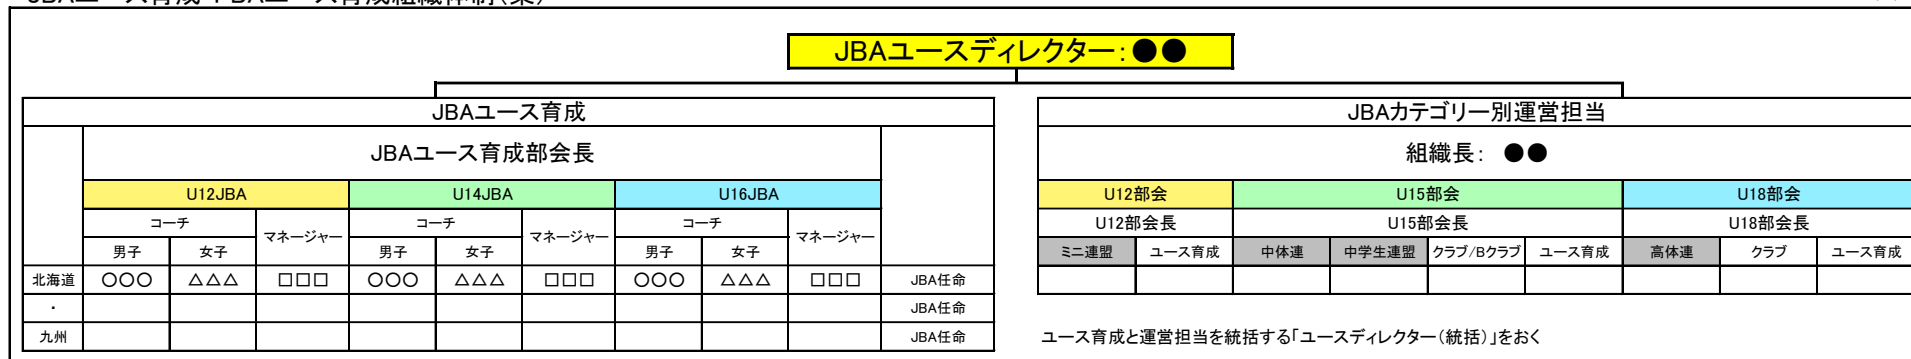 JBAユースディレクター：●●
JBAユース育成
JBAカテゴリー別運営担当
JBAユース育成部会長
組織長： ●●
U12JBA U14JBA U16JBA
U12部会 U15部会 U18部会
コーチ マネージャー コーチ マネージャー コーチ マネージャー
U12部会長 U15部会長 U18部会長
男子 女子 男子 女子 男子 女子
ミニ連盟 ユース育成 中体連 中学生連盟 クラブ/Bクラブ ユース育成 高体連 クラブ ユース育成
北海道 〇〇〇 △△△ □□□ 〇〇〇 △△△ □□□ 〇〇〇 △△△ □□□ JBA任命
・ JBA任命
九州 JBA任命
ユース育成と運営担当を統括する「ユースディレクター（統括）」をおく